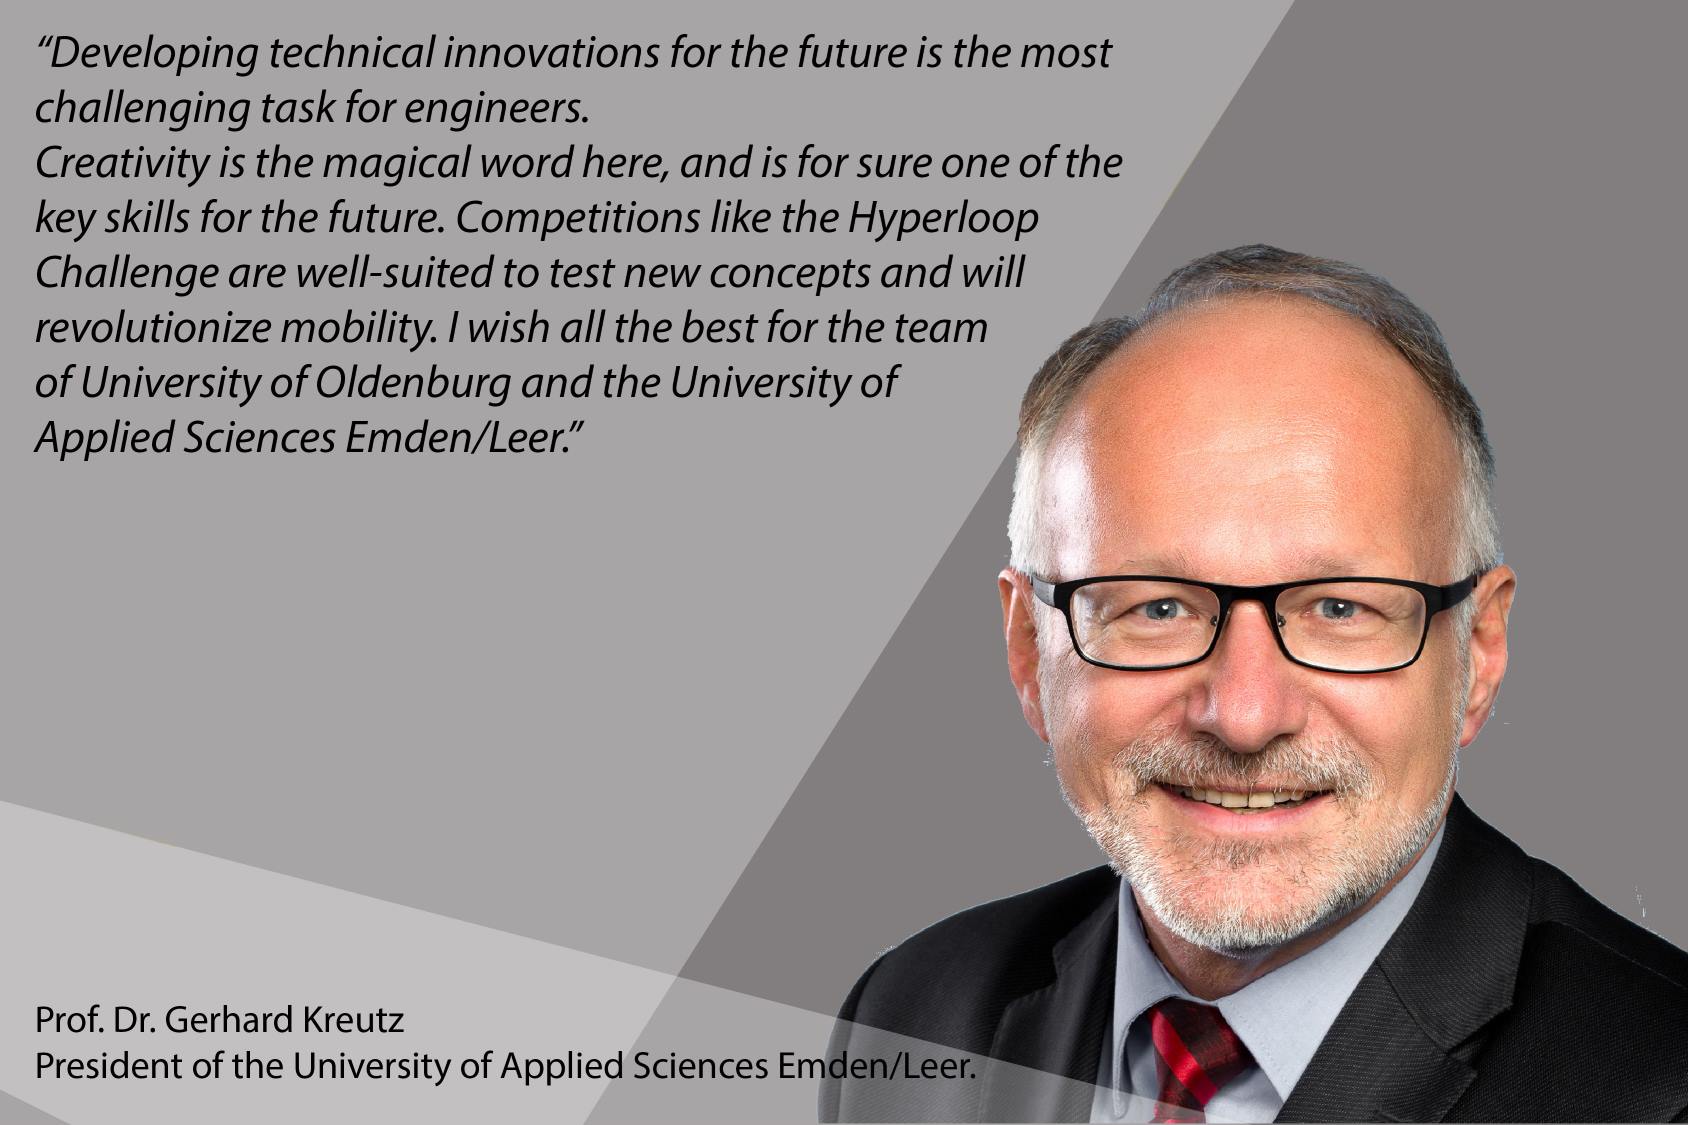 “Developing technical innovations for the future is the most
challenging task for engineers.
Creativity is the magical word here, and is for sure one of the
key skills for the future. Competitions like the Hyperloop
Challenge are well-suited to test new concepts and will
revolutionize mobility. I wish all the best for the team
of University of Oldenburg and the University of
Applied Sciences Emden/Leer.”
Prof. Dr. Gerhard Kreutz
President of the University of Applied Sciences Emden/Leer.